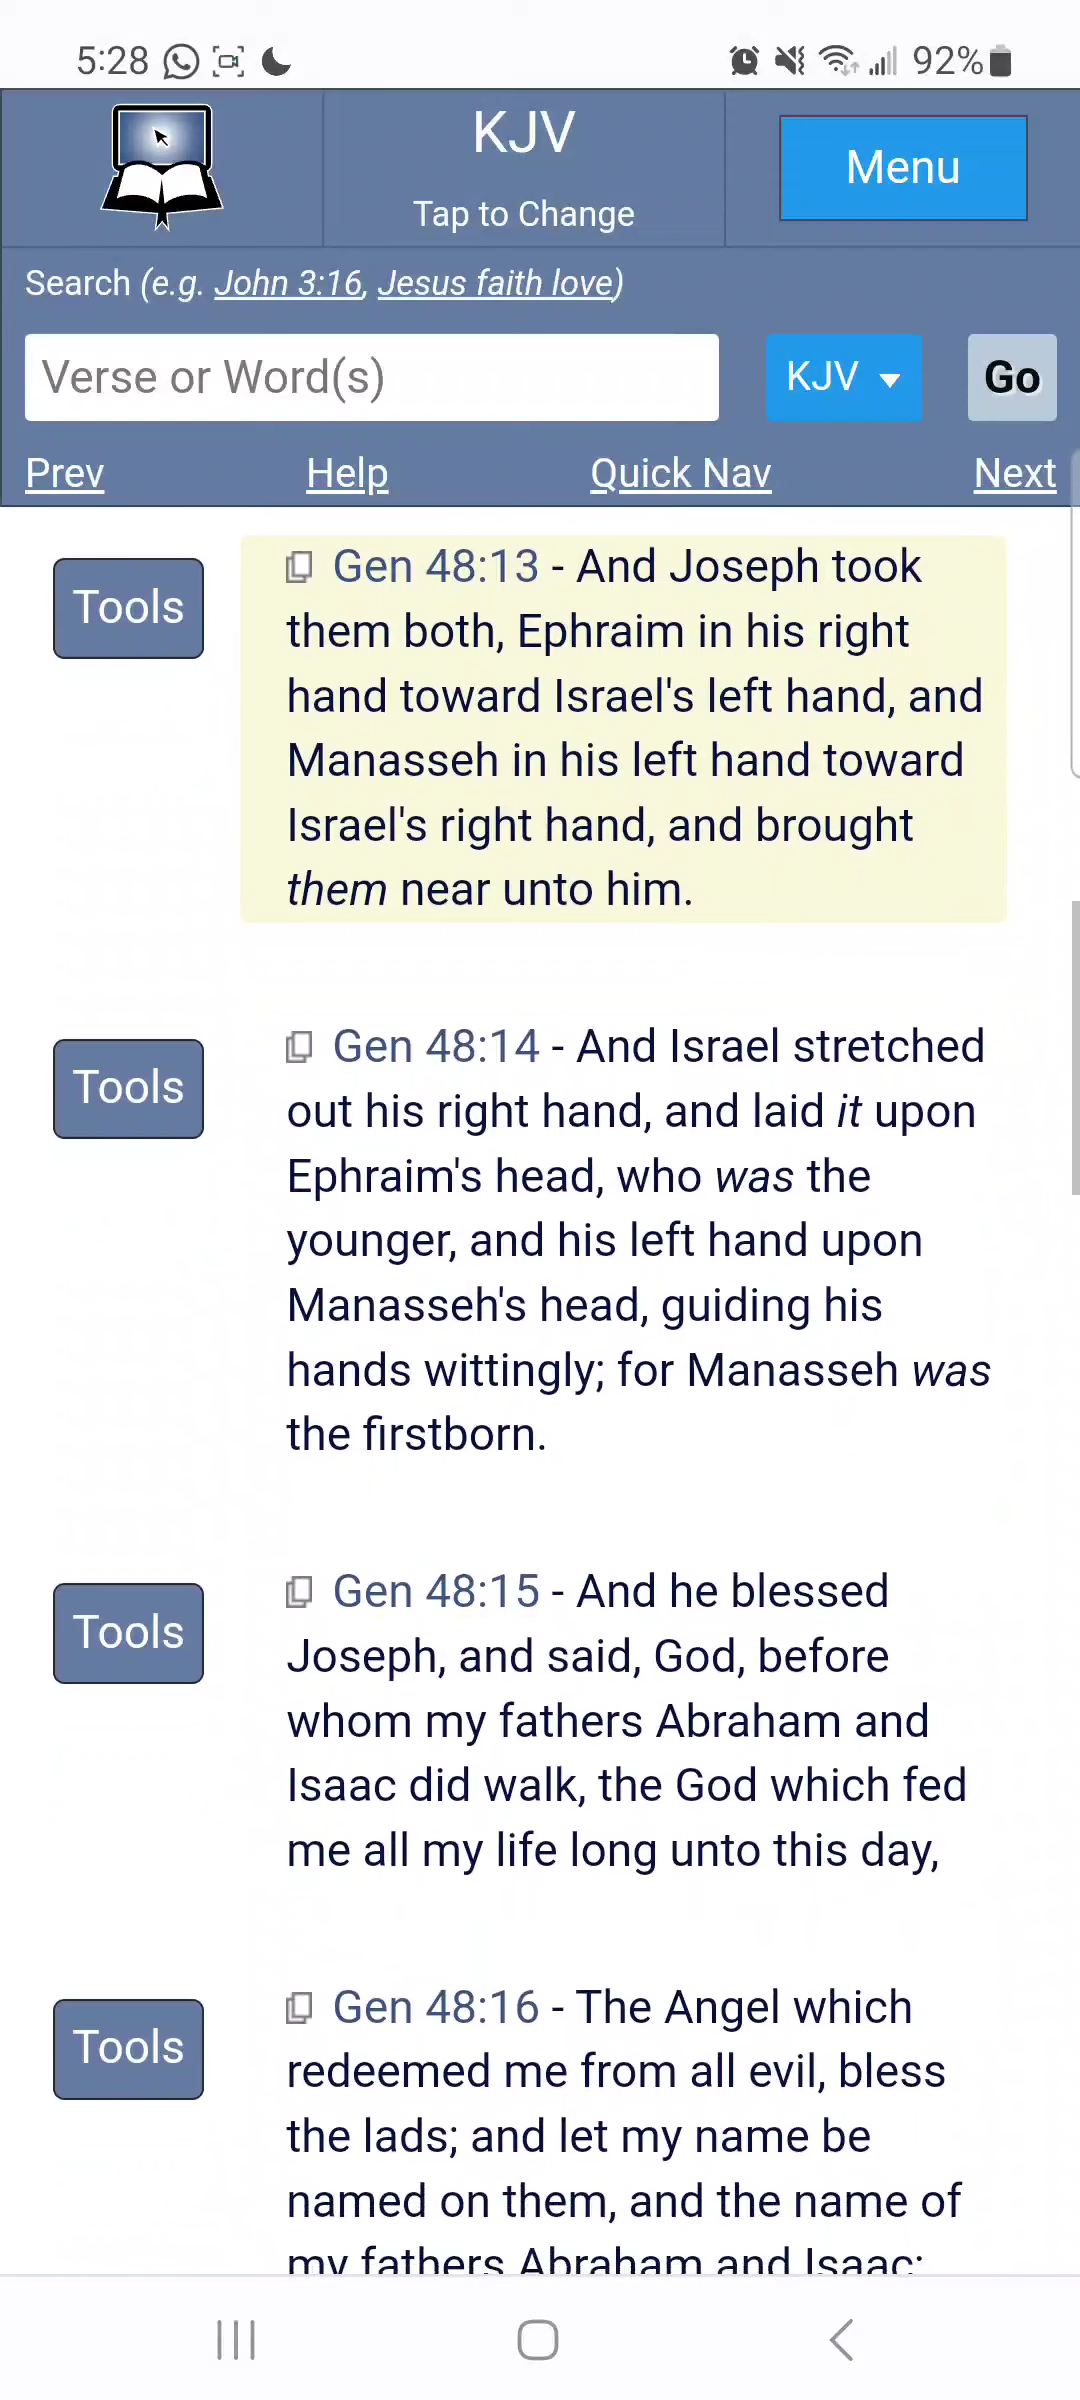 5:28 92%
KJV
Tap to Change
Menu
Search (e.g. John 3:16, Jesus faith love)
Verse or Word(s)
KJV
Go
Prev Help Quick Nav Next
Tools
Gen 48:13 - And Joseph took
them both, Ephraim in his right
hand toward Israel's left hand, and
Manasseh in his left hand toward
Israel's right hand, and brought
them near unto him.
Tools
Gen 48:14 - And Israel stretched
out his right hand, and laid it upon
Ephraim's head, who was the
younger, and his left hand upon
Manasseh's head, guiding his
hands wittingly; for Manasseh was
the firstborn.
Tools
Gen 48:15 - And he blessed
Joseph, and said, God, before
whom my fathers Abraham and
Isaac did walk, the God which fed
me all my life long unto this day,
Tools
Gen 48:16 - The Angel which
redeemed me from all evil, bless
the lads; and let my name be
named on them, and the name of
my fathers Abraham and Isaac;